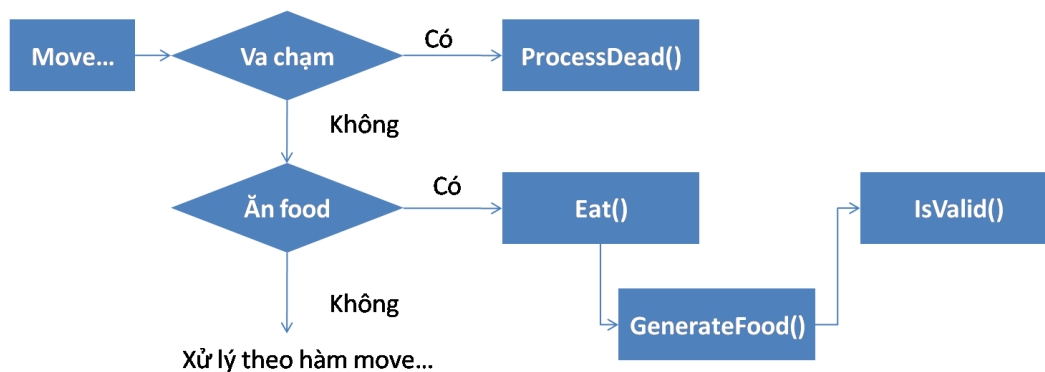 Move...
Va chạm
Có
ProcessDead()
Không
Ăn food
Có
Eat()
IsValid()
Không
GenerateFood()
Xử lý theo hàm move...